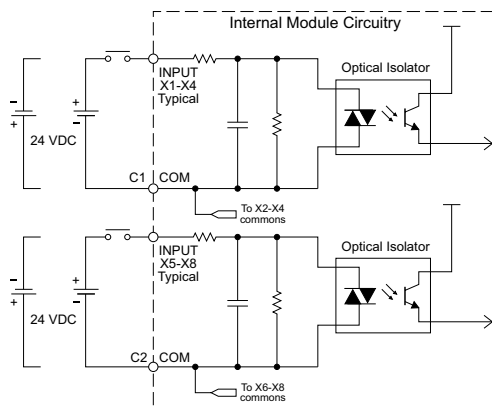 Internal Module Circuitry
INPUT
X1-X4
Typical
Optical Isolator
- +
+ -
24 VDC
C1 COM
To X2-X4
commons
INPUT
X5-X8
Typical
Optical Isolator
- +
+ -
24 VDC
C2 COM
To X6-X8
commons